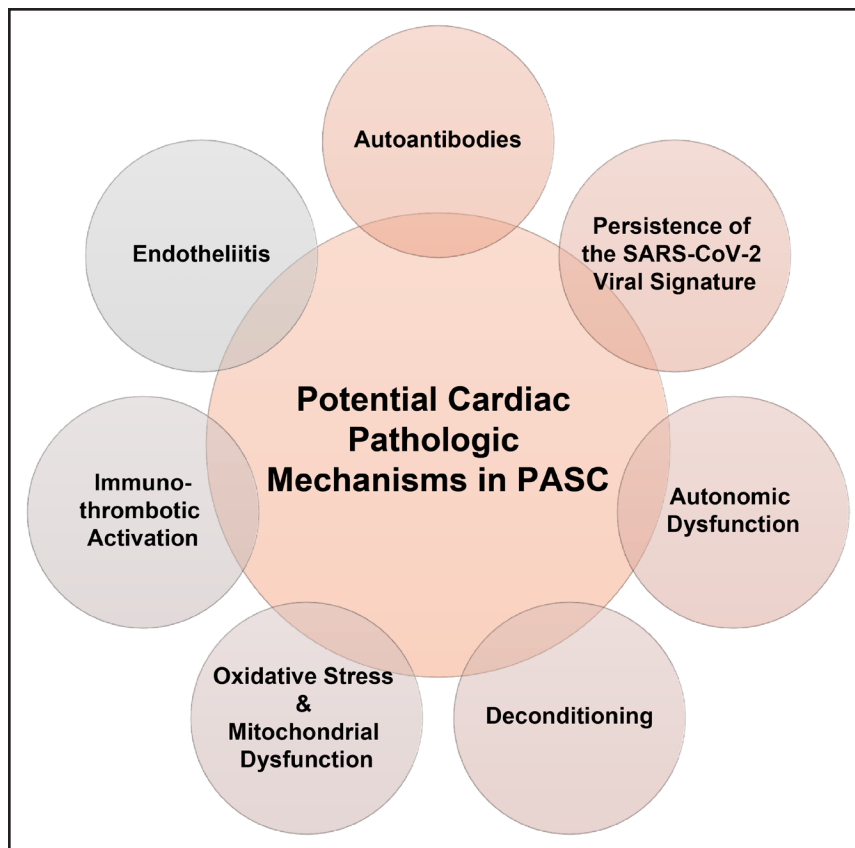 Autoantibodies
Persistence of
the SARS-CoV-2
Viral Signature
Endotheliitis
Potential Cardiac
Pathologic
Mechanisms in PASC
Autonomic
Dysfunction
Immuno-
thrombotic
Activation
Oxidative Stress
&
Mitochondrial
Dysfunction
Deconditioning